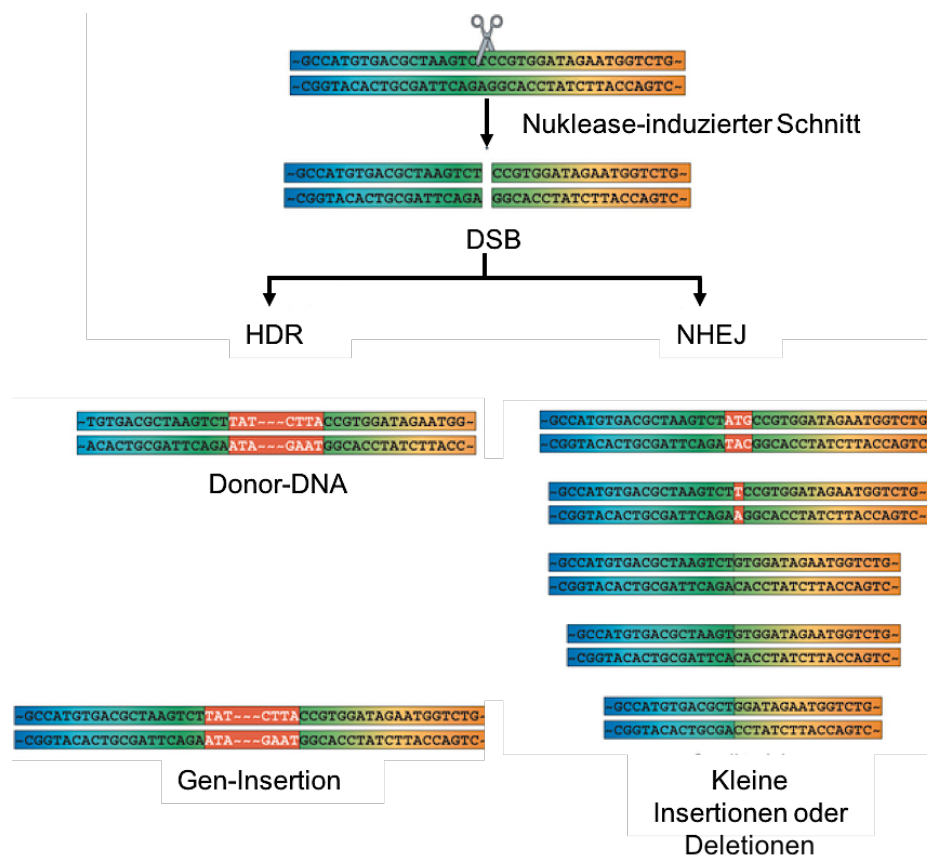 ~GCCATGTGACGCTAAGTCTCCGTGGATAGAATGGTCTG~
~CGGTACACTGCGATTCAGAGGCACCTATCTTACCAGTC~
Nuklease-induzierter Schnitt
~GCCATGTGACGCTAAGTCT CCGTGGATAGAATGGTCTG~
~CGGTACACTGCGATTCAGA GGCACCTATCTTACCAGTC~
DSB
HDR
NHEJ
~TGTGACGCTAAGTCTTAT~~~CTTACCGTGGATAGAATGG~
~ACACTGCGATTCAGAATA~~~GAATGGCACCTATCTTACC~
Donor-DNA
~GCCATGTGACGCTAAGTCTTAT~~~CTTACCGTGGATAGAATGGTCTG~
~CGGTACACTGCGATTCAGAATA~~~GAATGGCACCTATCTTACCAGTC~
Gen-Insertion
~GCCATGTGACGCTAAGTCTATGCCGTGGATAGAATGGTCTG
~CGGTACACTGCGATTCAGATACGGCACCTATCTTACCAGTC
~GCCATGTGACGCTAAGTCTTCCGTGGATAGAATGGTCTG~
~CGGTACACTGCGATTCAGAAGGCACCTATCTTACCAGTC~
~GCCATGTGACGCTAAGTCTGTGGATAGAATGGTCTG~
~CGGTACACTGCGATTCAGACACCTATCTTACCAGTC~
~GCCATGTGACGCTAAGTGTGGATAGAATGGTCTG~
~CGGTACACTGCGATTCACACCTATCTTACCAGTC~
~GCCATGTGACGCTGGATAGAATGGTCTG~
~CGGTACACTGCGACCTATCTTACCAGTC~
Kleine
Insertionen oder
Deletionen